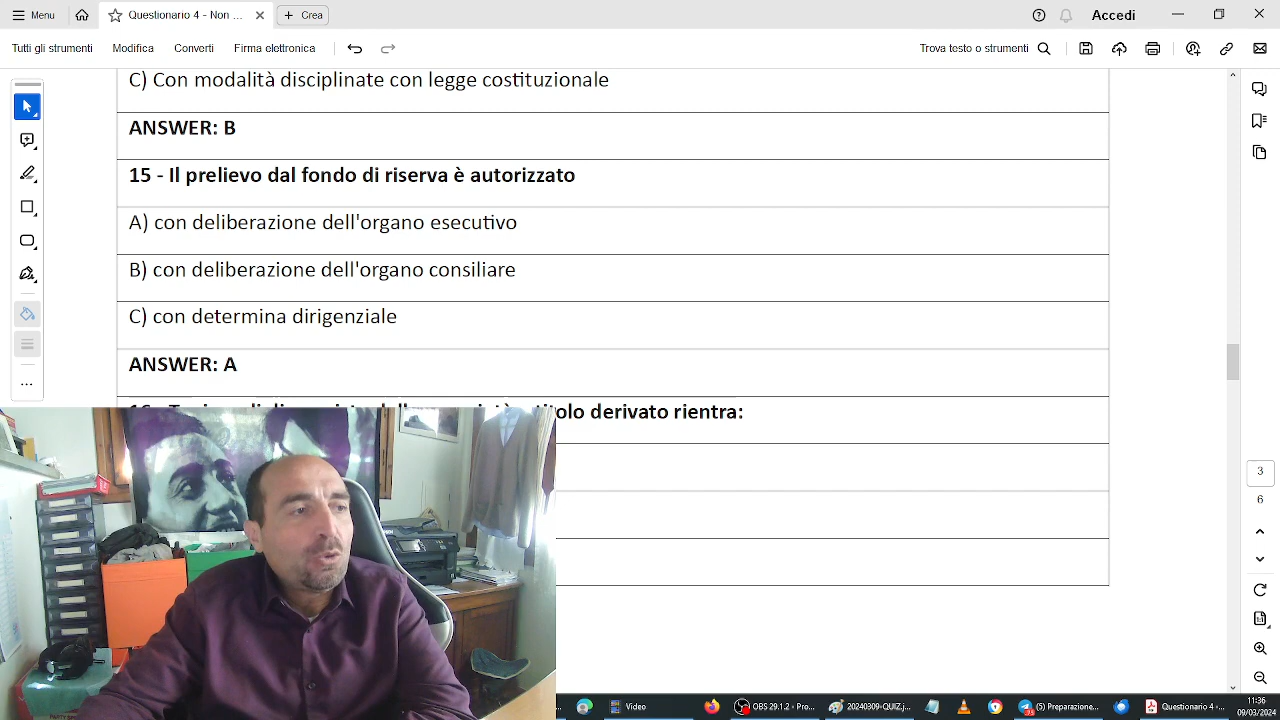 Menu
Questionario 4 - Non ...
Crea
Accedi
Tutti gli strumenti
Modifica
Converti
Firma elettronica
Trova testo o strumenti
C) Con modalità disciplinate con legge costituzionale
ANSWER: B
15 - Il prelievo dal fondo di riserva è autorizzato
A) con deliberazione dell'organo esecutivo
B) con deliberazione dell'organo consiliare
C) con determina dirigenziale
ANSWER: A
derivato rientra:
3
6
Video
OBS 30.1.2 - Pro...
20240309-QUIZ.j...
(5) Preparazione...
Questionario 4 -...
11:36
09/05/2024